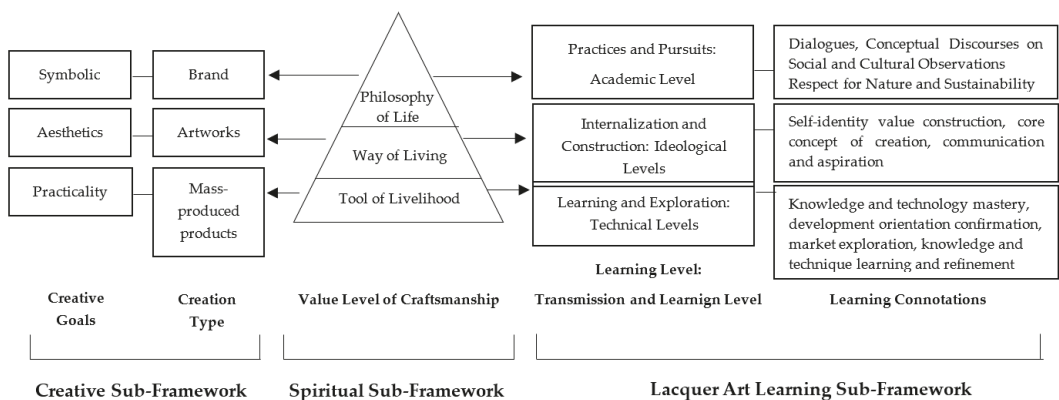 Symbolic
Brand
Philosophy
of Life
Practices and Pursuits:
Academic Level
Dialogues, Conceptual Discourses on
Social and Cultural Observations
Respect for Nature and Sustainability
Aesthetics
Artworks
Way of Living
Internalization and
Construction: Ideological
Levels
Self-identity value construction, core
concept of creation, communication
and aspiration
Practicality
Mass-
produced
products
Tool of Livelihood
Learning and Exploration:
Technical Levels
Knowledge and technology mastery,
development orientation confirmation,
market exploration, knowledge and
technique learning and refinement
Creative
Goals
Creation
Type
Value Level of Craftsmanship
Learning Level:
Transmission and Learnign Level
Learning Connotations
Creative Sub-Framework
Spiritual Sub-Framework
Lacquer Art Learning Sub-Framework